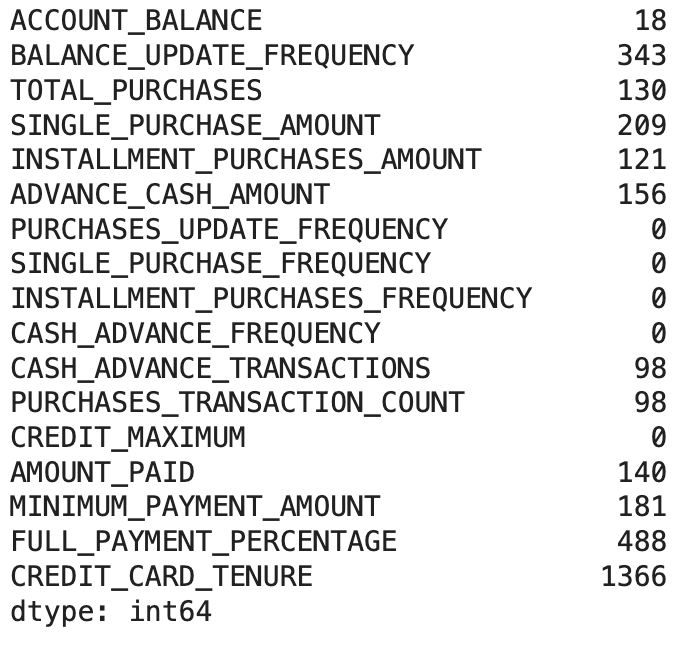 ACCOUNT_BALANCE 18
BALANCE_UPDATE_FREQUENCY 343
TOTAL_PURCHASES 130
SINGLE_PURCHASE_AMOUNT 209
INSTALLMENT_PURCHASES_AMOUNT 121
ADVANCE_CASH_AMOUNT 156
PURCHASES_UPDATE_FREQUENCY 0
SINGLE_PURCHASE_FREQUENCY 0
INSTALLMENT_PURCHASES_FREQUENCY 0
CASH_ADVANCE_FREQUENCY 0
CASH_ADVANCE_TRANSACTIONS 98
PURCHASES_TRANSACTION_COUNT 98
CREDIT_MAXIMUM 0
AMOUNT_PAID 140
MINIMUM_PAYMENT_AMOUNT 181
FULL_PAYMENT_PERCENTAGE 488
CREDIT_CARD_TENURE 1366
dtype: int64